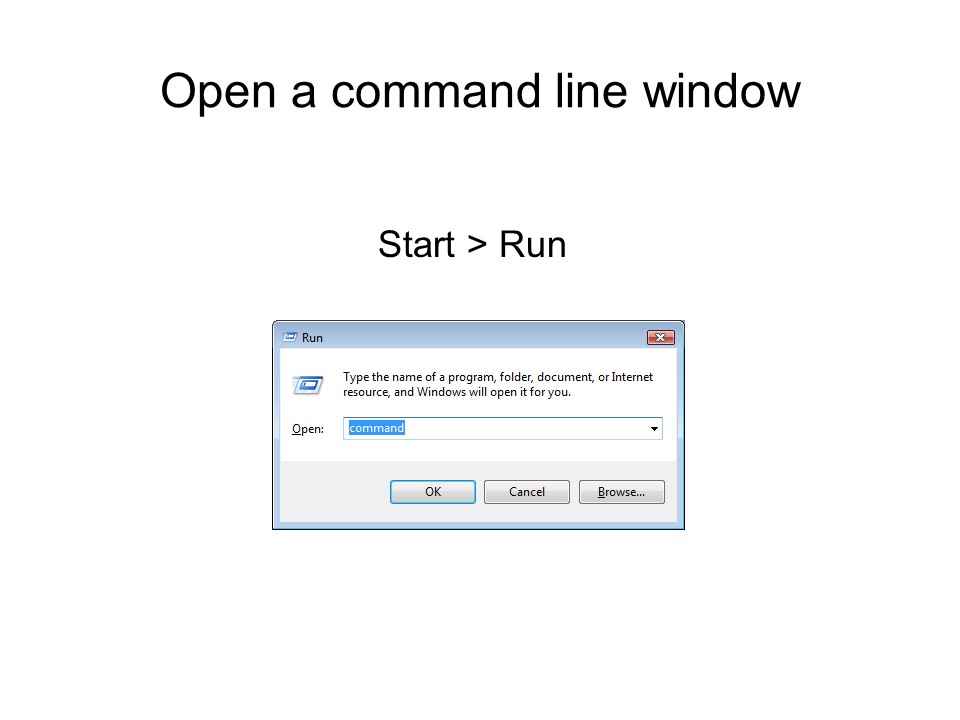 Open a command line window
Start > Run
Run
Type the name of a program, folder, document, or Internet
resource, and Windows will open it for you.
Open: command
OK Cancel Browse...